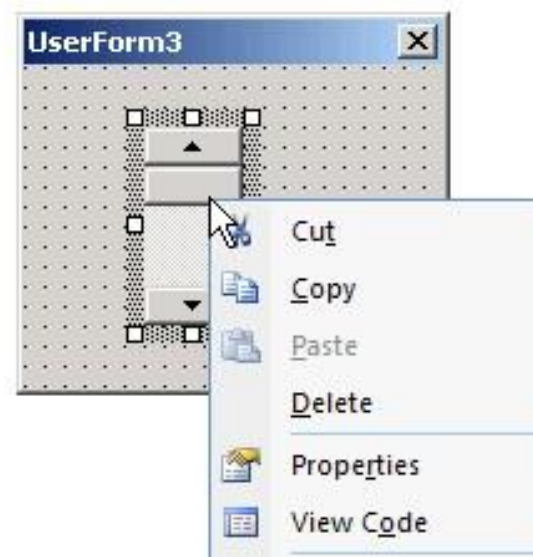 UserForm3
Cut
Copy
Paste
Delete
Properties
View Code